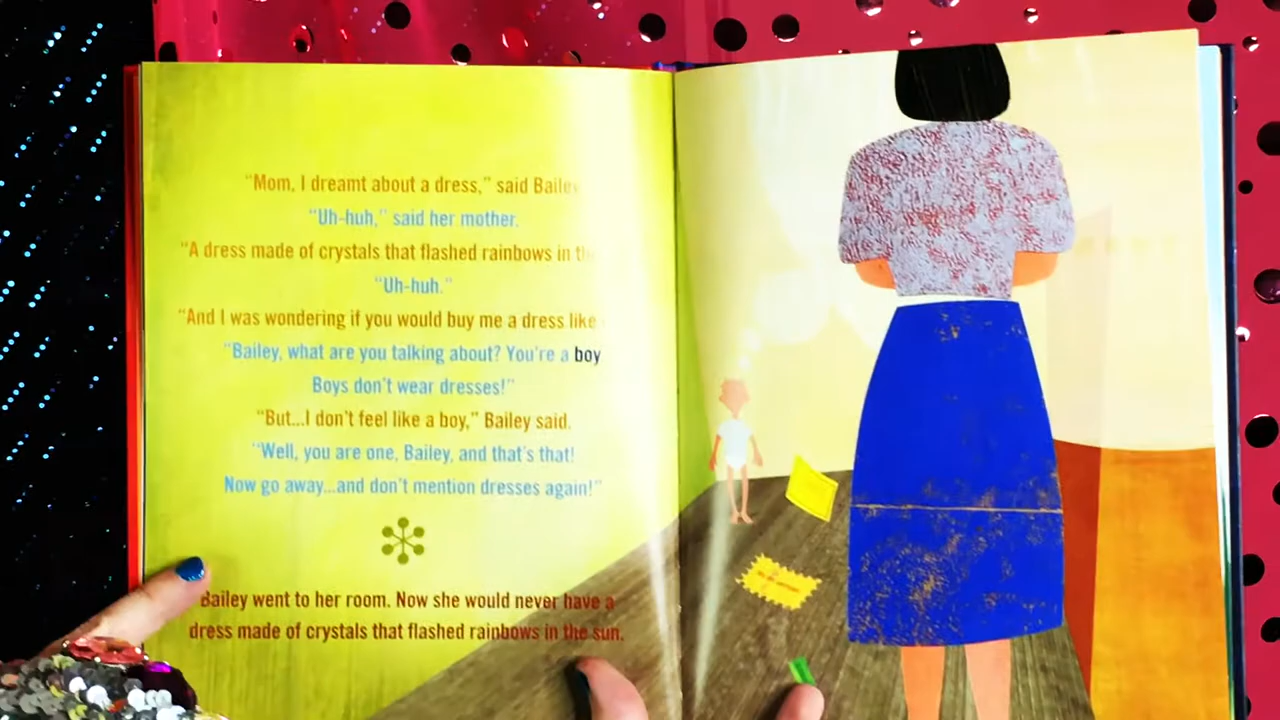 "Mom, I dreamt about a dress," said Bailey
"Uh-huh," said her mother.
"A dress made of crystals that flashed rainbows in the
"Uh-huh."
"And I was wondering if you would buy me a dress like
"Bailey, what are you talking about? You're a boy
Boys don't wear dresses!"
"But...I don't feel like a boy," Bailey said.
"Well, you are one, Bailey, and that's that!
Now go away...and don't mention dresses again!"
Bailey went to her room. Now she would never have a
dress made of crystals that flashed rainbows in the sun.